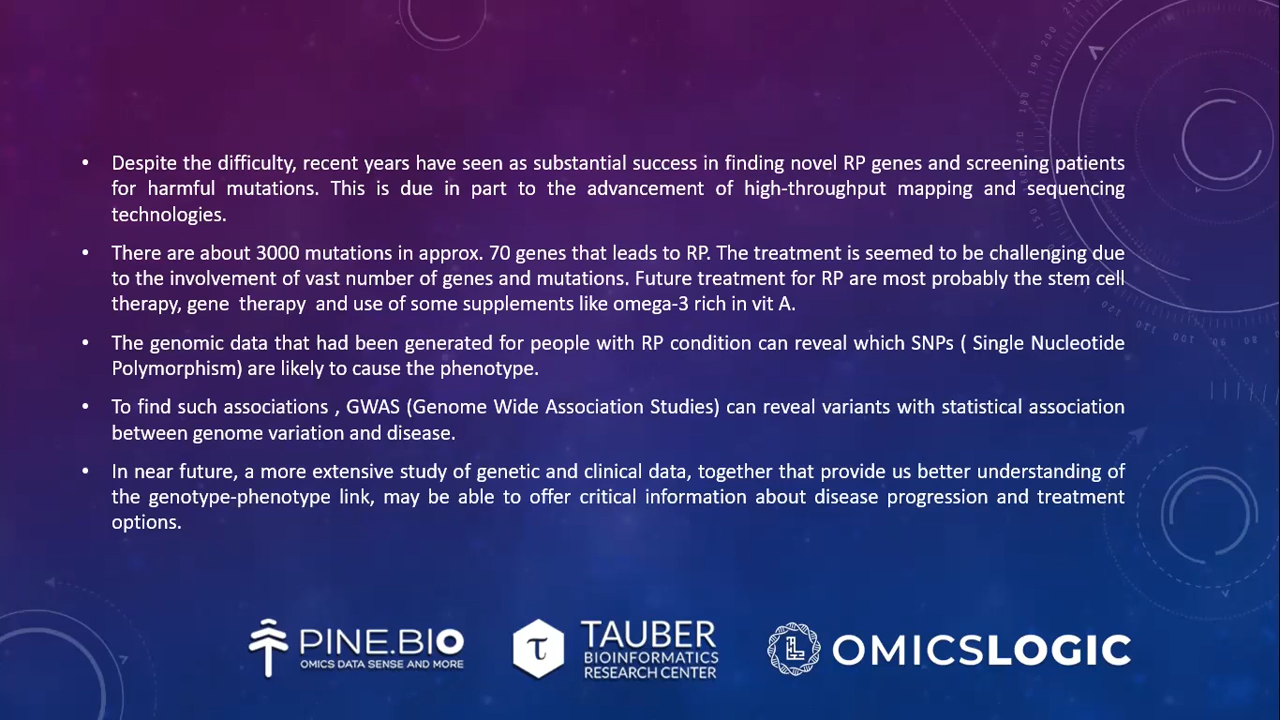 • Despite the difficulty, recent years have seen as substantial success in finding novel RP genes and screening patients
for harmful mutations. This is due in part to the advancement of high-throughput mapping and sequencing
technologies.
• There are about 3000 mutations in approx. 70 genes that leads to RP. The treatment is seemed to be challenging due
to the involvement of vast number of genes and mutations. Future treatment for RP are most probably the stem cell
therapy, gene therapy and use of some supplements like omega-3 rich in vit A.
• The genomic data that had been generated for people with RP condition can reveal which SNPs ( Single Nucleotide
Polymorphism) are likely to cause the phenotype.
• To find such associations , GWAS (Genome Wide Association Studies) can reveal variants with statistical association
between genome variation and disease.
• In near future, a more extensive study of genetic and clinical data, together that provide us better understanding of
the genotype-phenotype link, may be able to offer critical information about disease progression and treatment
options.
PINE.BIO
OMICS DATA SENSE AND MORE
τ
TAUBER
BIOINFORMATICS
RESEARCH CENTER
OMICSLOGIC
200
190
180
150
120
110
100
90
80